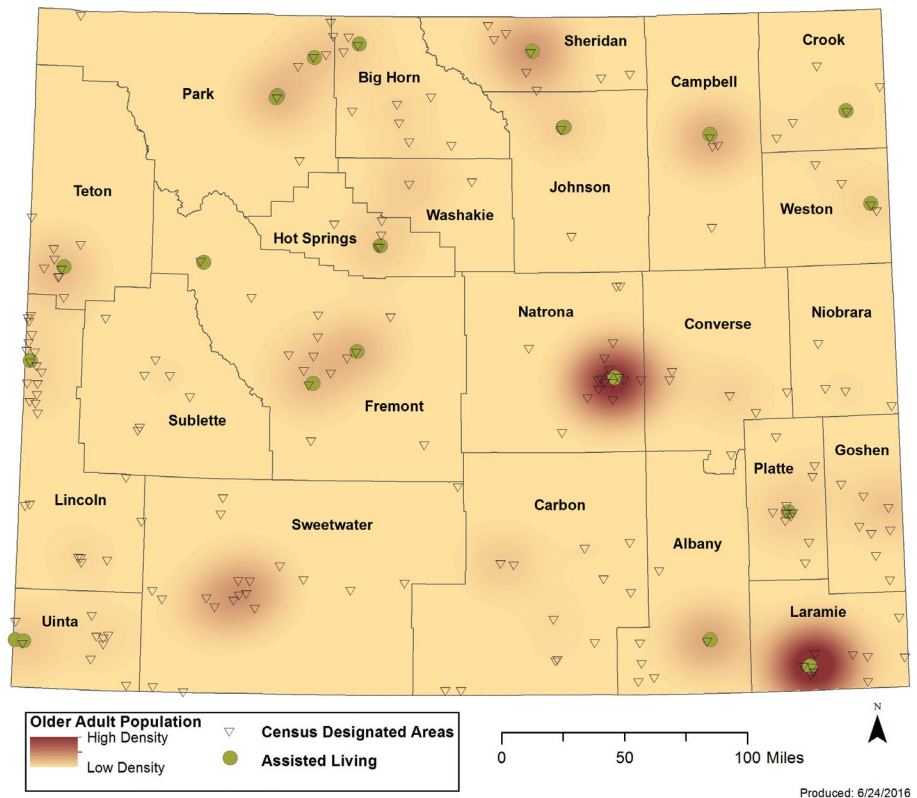 Sheridan
Crook
Big Horn
Campbell
Park
Teton
Johnson
Weston
Washakie
Hot Springs
Natrona
Converse
Niobrara
Fremont
Sublette
Goshen
Platte
Lincoln
Carbon
Sweetwater
Albany
Laramie
Uinta
N
Older Adult Population
High Density
Low Density
Census Designated Areas
Assisted Living
0 50 100 Miles
Produced: 6/24/2016